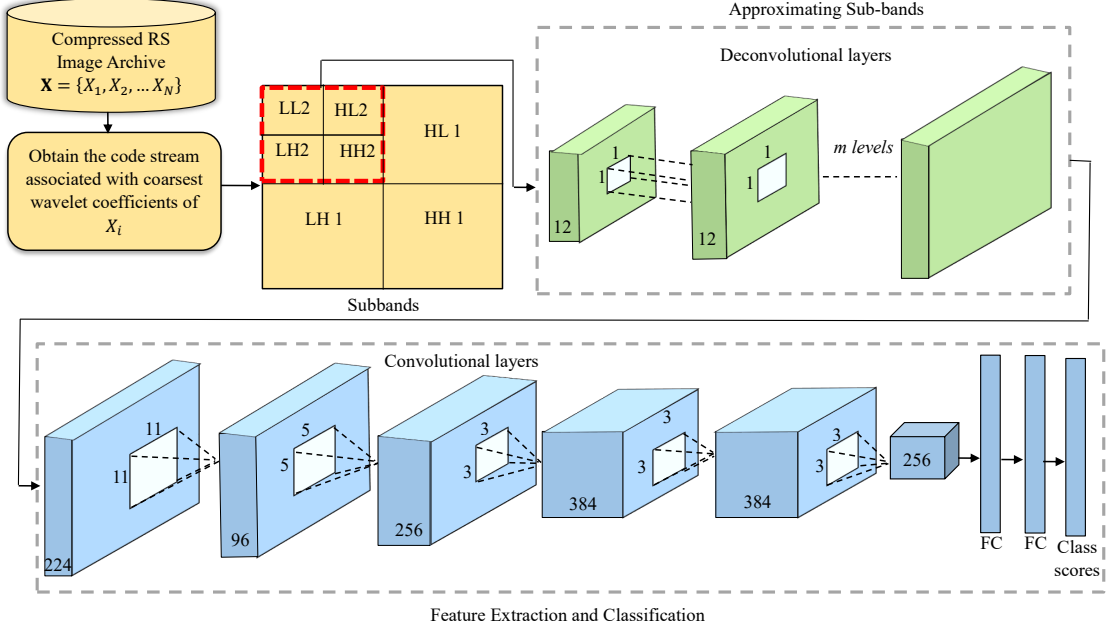 Approximating Sub-bands
Compressed RS
Image Archive
𝐗 = {𝑋1, 𝑋2, … 𝑋𝑁}
Obtain the code stream
associated with coarsest
wavelet coefficients of
𝑋𝑖
LL2
HL2
LH2
HH2
HL 1
LH 1
HH 1
Subbands
Deconvolutional layers
1
1
12
1
1
12
m levels
Convolutional layers
11
11
224
5
5
96
3
3
256
3
3
384
3
3
384
256
FC
FC
Class
scores
Feature Extraction and Classification